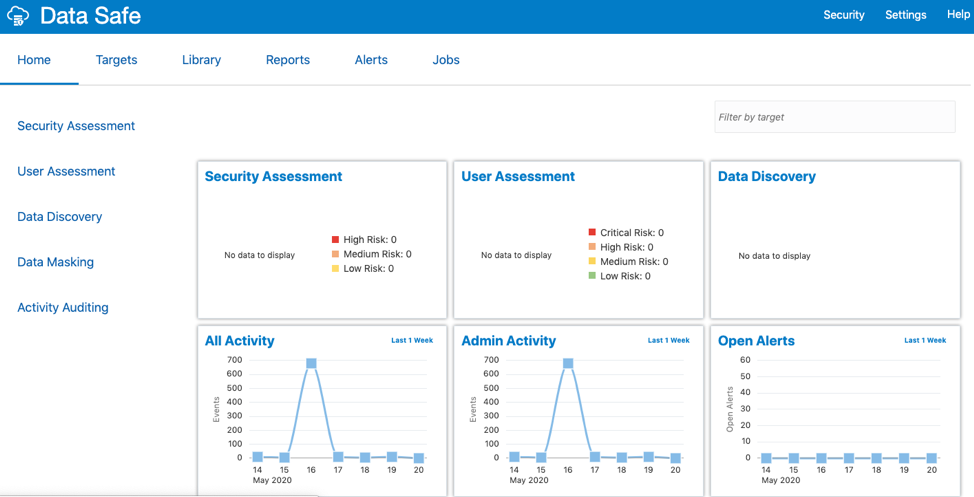 Data Safe
Security Settings Help
Home Targets Library Reports Alerts Jobs
Filter by target
Security Assessment
User Assessment
Data Discovery
Data Masking
Activity Auditing
Security Assessment
No data to display
High Risk: 0
Medium Risk: 0
Low Risk: 0
User Assessment
No data to display
Critical Risk: 0
High Risk: 0
Medium Risk: 0
Low Risk: 0
Data Discovery
No data to display
All Activity Last 1 Week
Events
700
600
500
400
300
200
100
0
14 15 16 17 18 19 20
May 2020
Admin Activity Last 1 Week
Events
700
600
500
400
300
200
100
0
14 15 16 17 18 19 20
May 2020
Open Alerts Last 1 Week
Open Alerts
60
50
40
30
20
10
0
14 15 16 17 18 19 20
May 2020